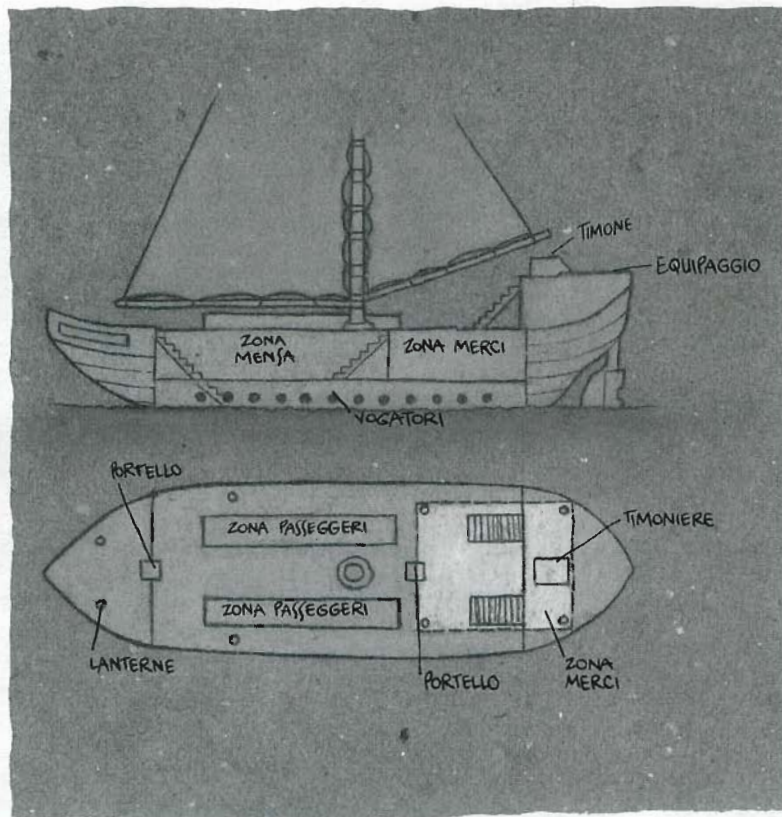 TIMONE
EQUIPAGGIO
ZONA
MENSA
ZONA MERCI
VOGATORI
PORTELLO
ZONA PASSEGGERI
TIMONIERE
ZONA PASSEGGERI
LANTERNE
PORTELLO
ZONA
MERCI